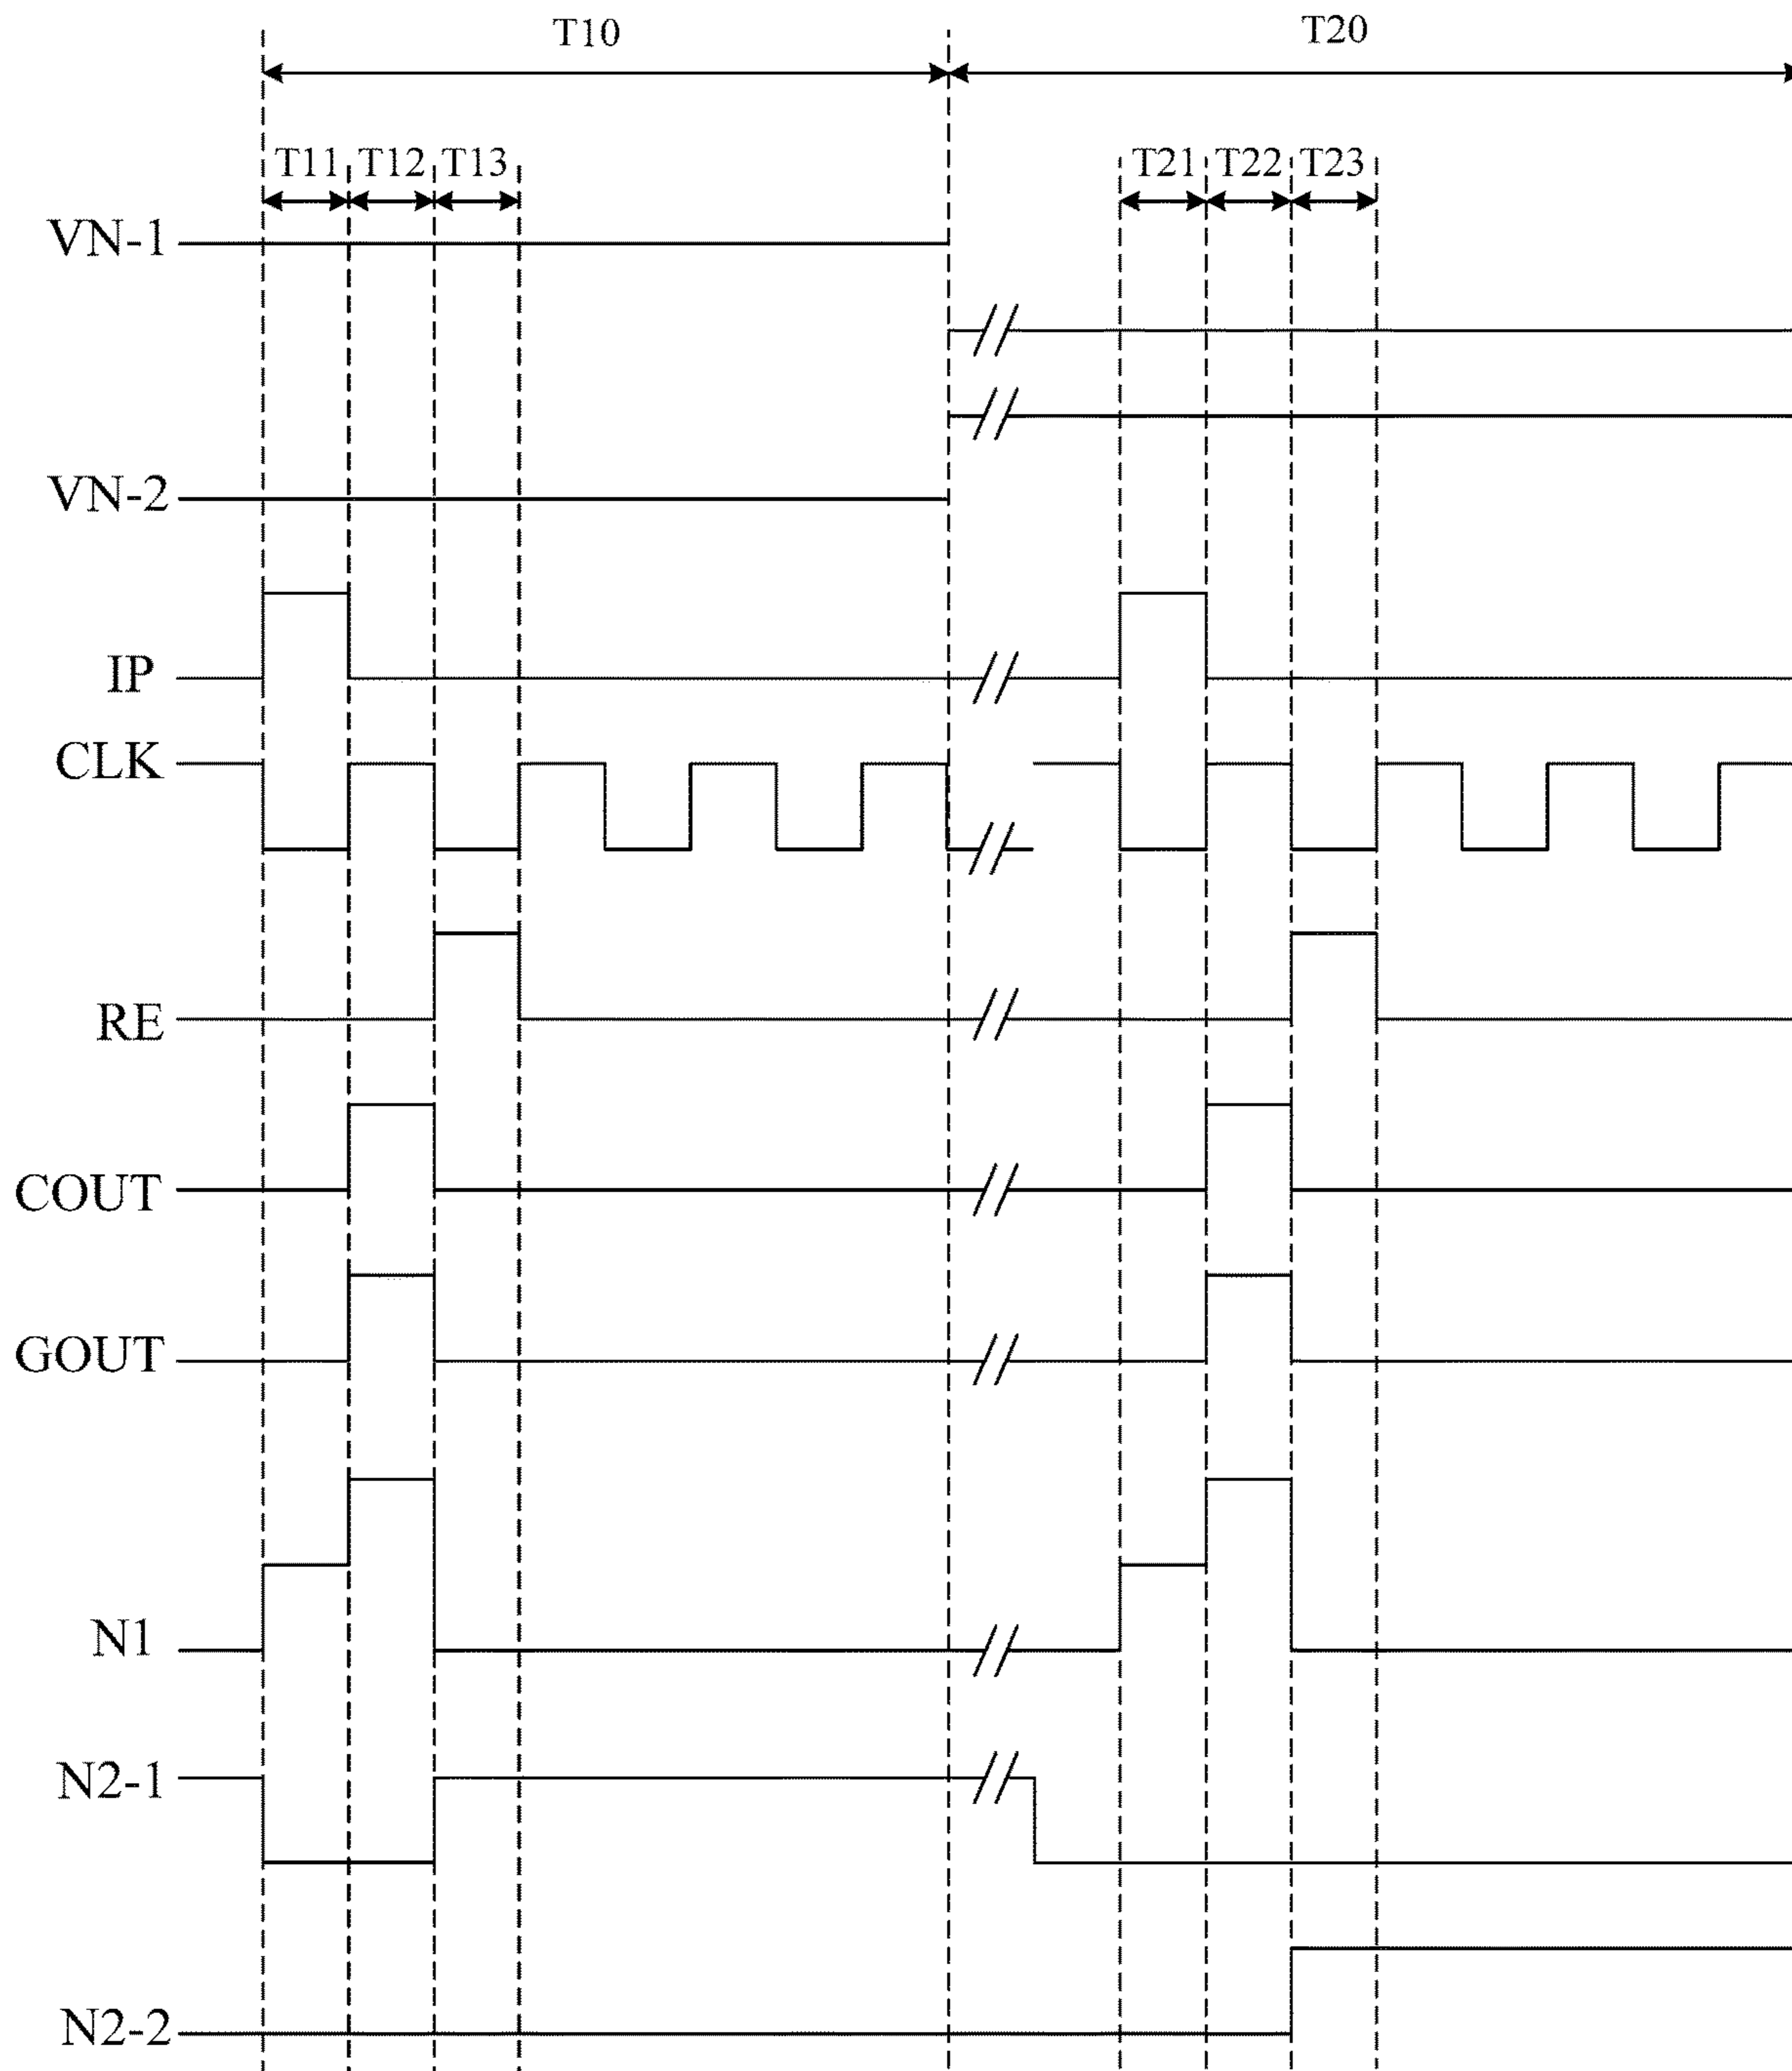 T10 T20
T11 T12 T13 T21 T22 T23
VN-1
VN-2
IP
CLK
RE
COUT
GOUT
N1
N2-1
N2-2